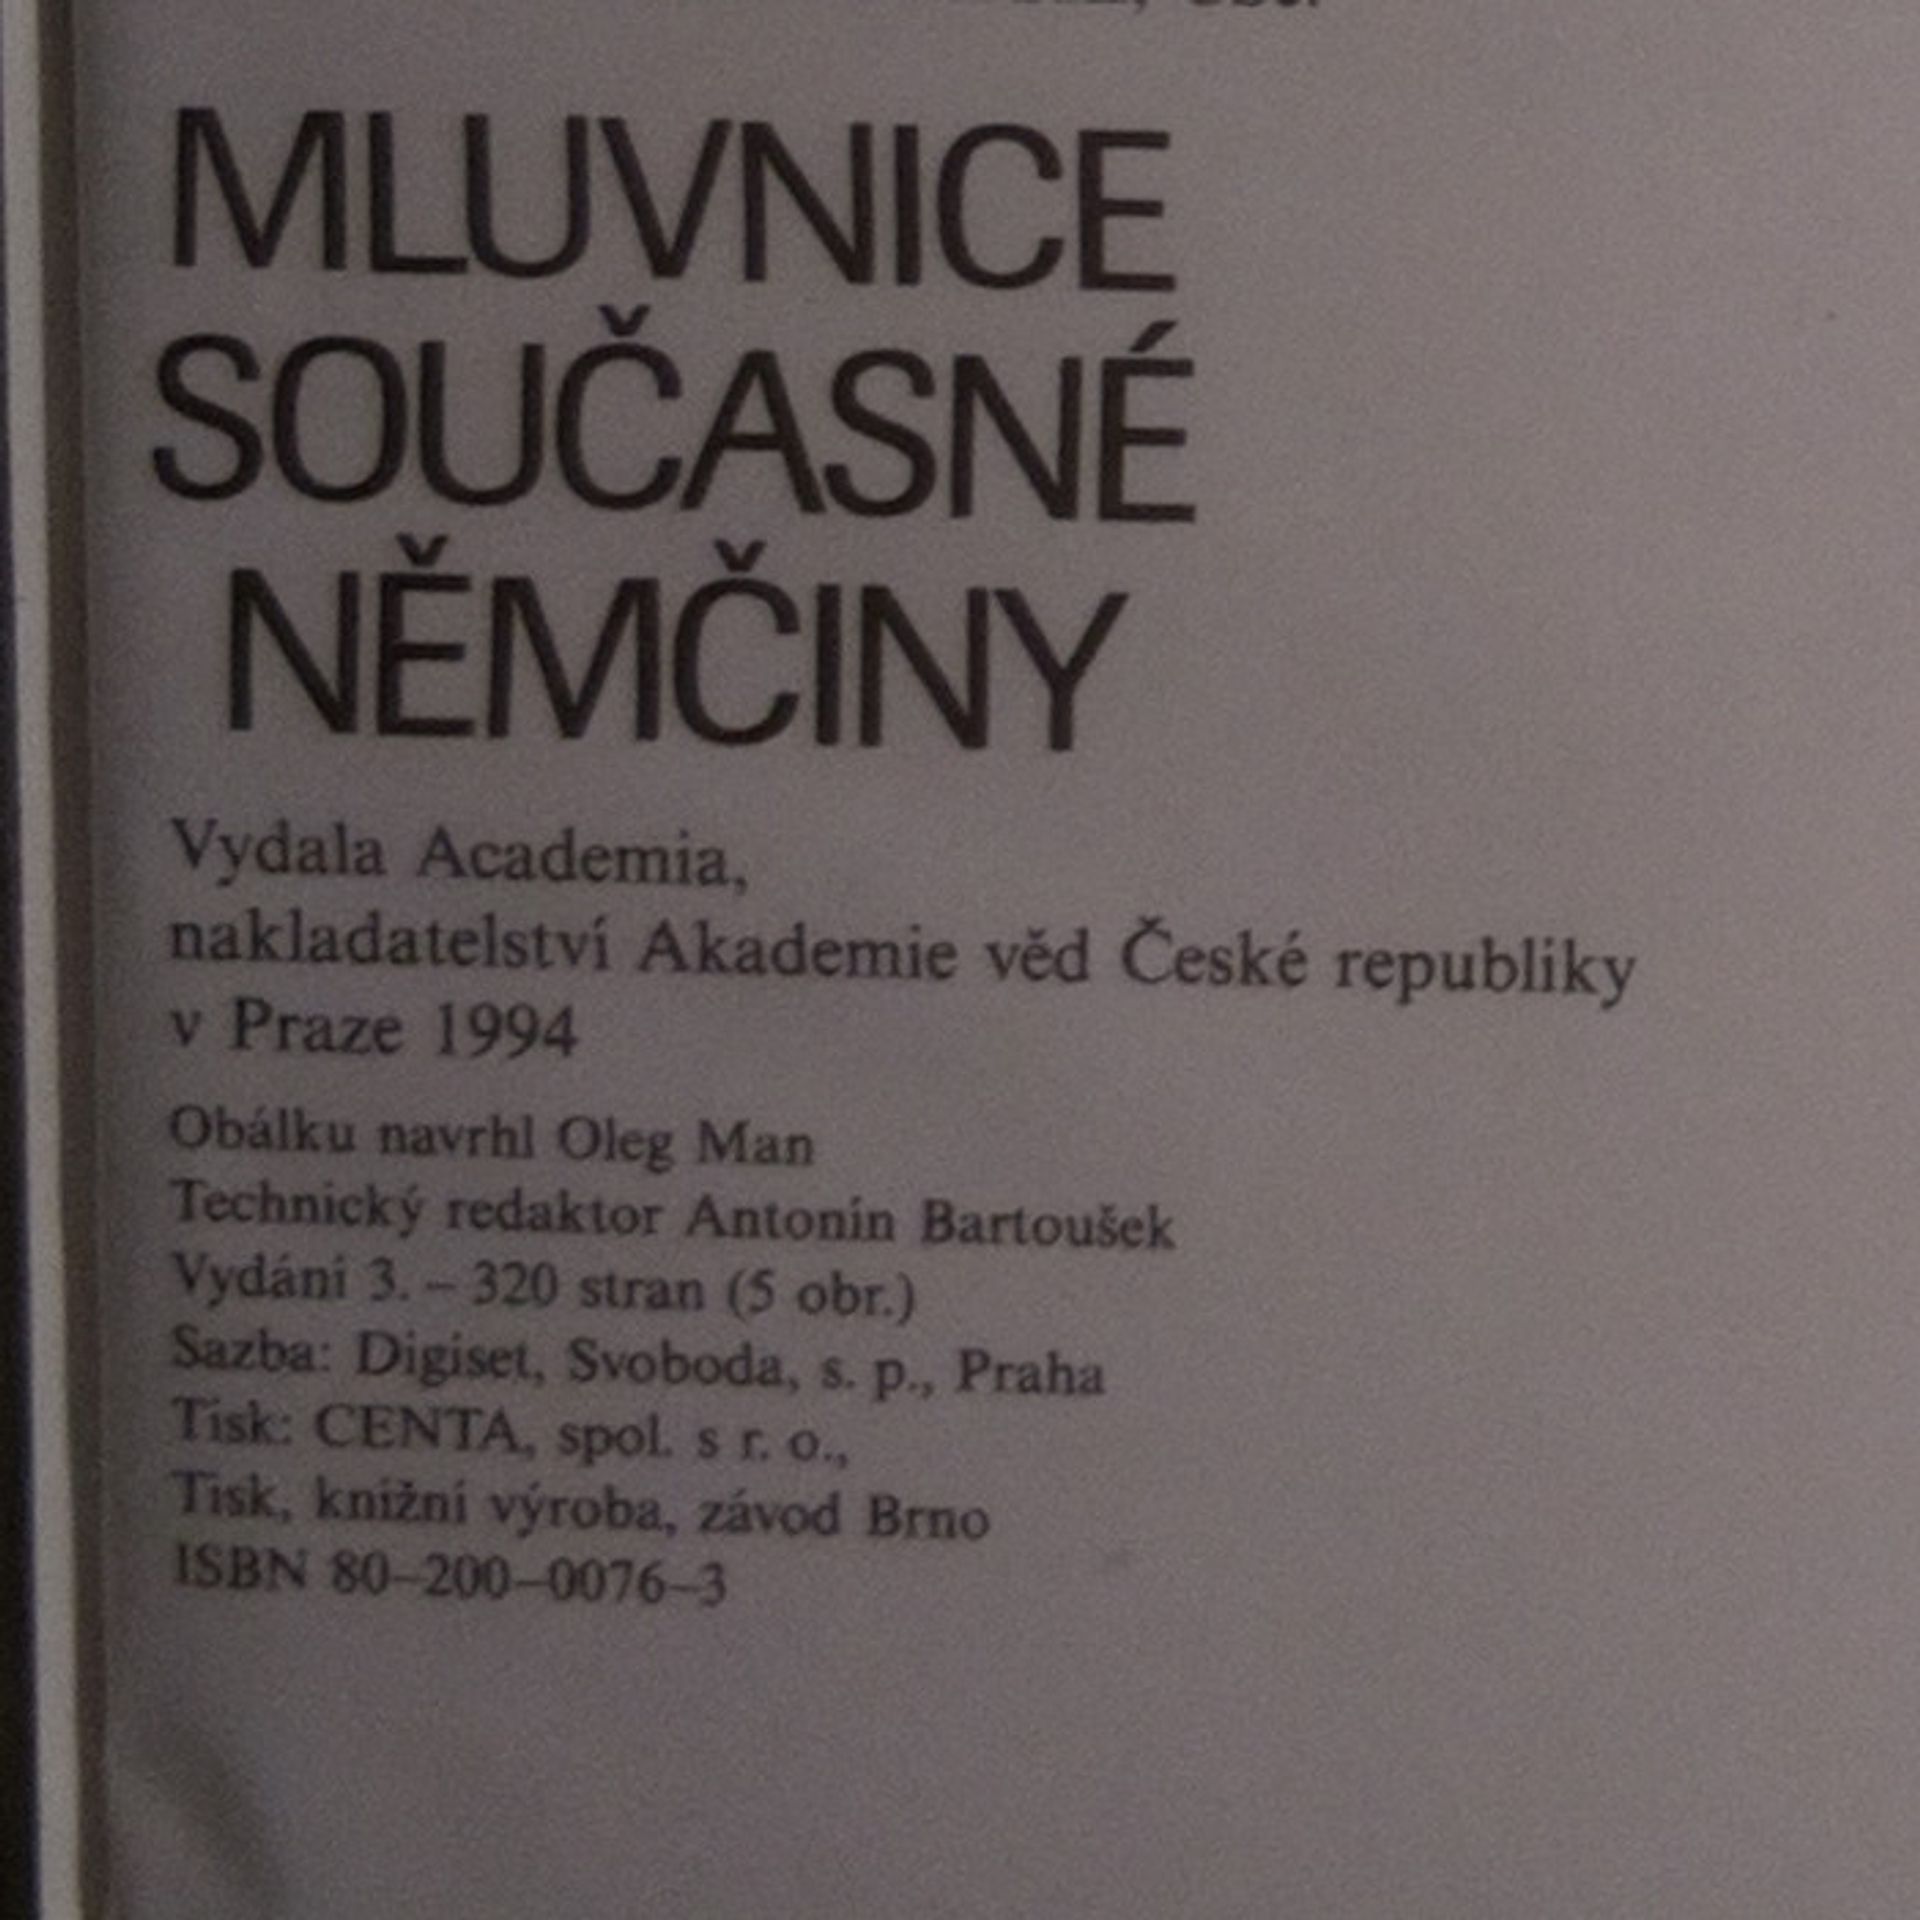 MLUVNICE
SOUČASNÉ
NĚMČINY
Vydala Academia,
nakladatelství Akademie věd České republiky
v Praze 1994
Obálku navrhl Oleg Man
Technický redaktor Antonín Bartoušek
Vydání 3. – 320 stran (5 obr.)
Sazba: Digiset, Svoboda, s. p., Praha
Tisk: CENTA, spol. s r. o.,
Tisk, knižní výroba, závod Brno
ISBN 80–200–0076–3